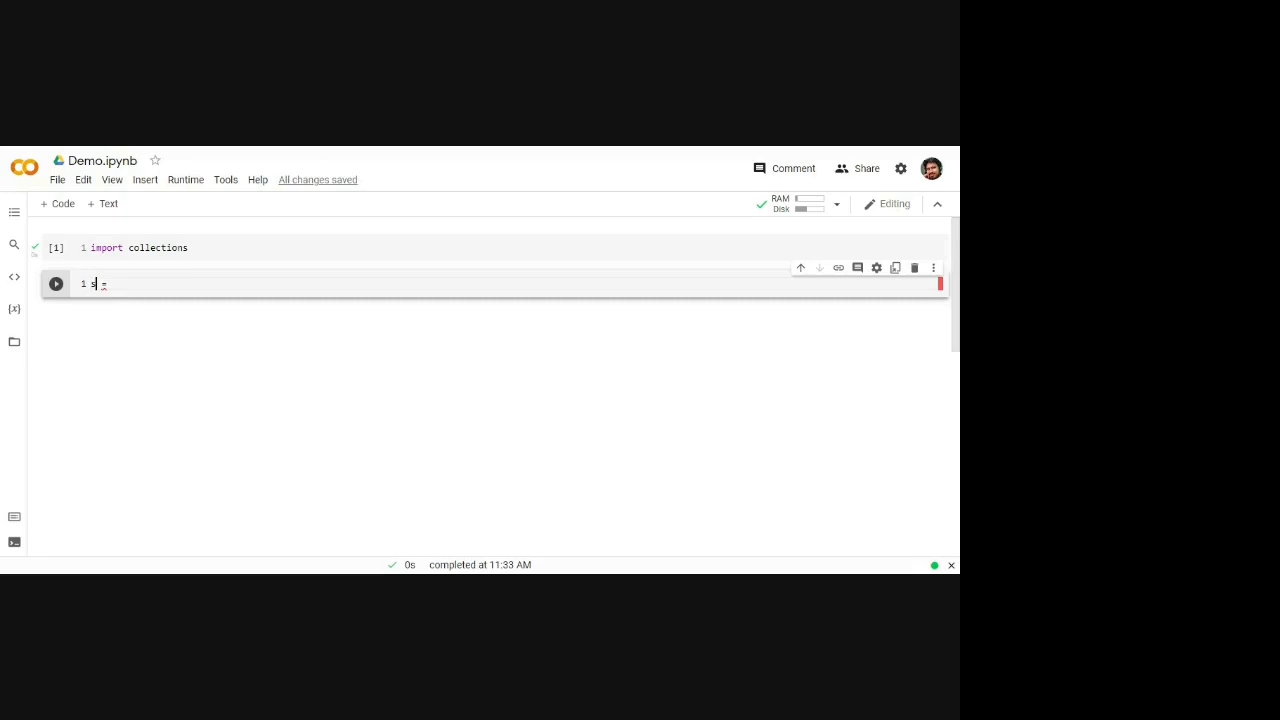 Demo.ipynb
Comment
Share
File Edit View Insert Runtime Tools Help All changes saved
+ Code + Text
RAM
Disk
Editing
[1] 1 import collections
0s
1 s =
{x}
0s completed at 11:33 AM